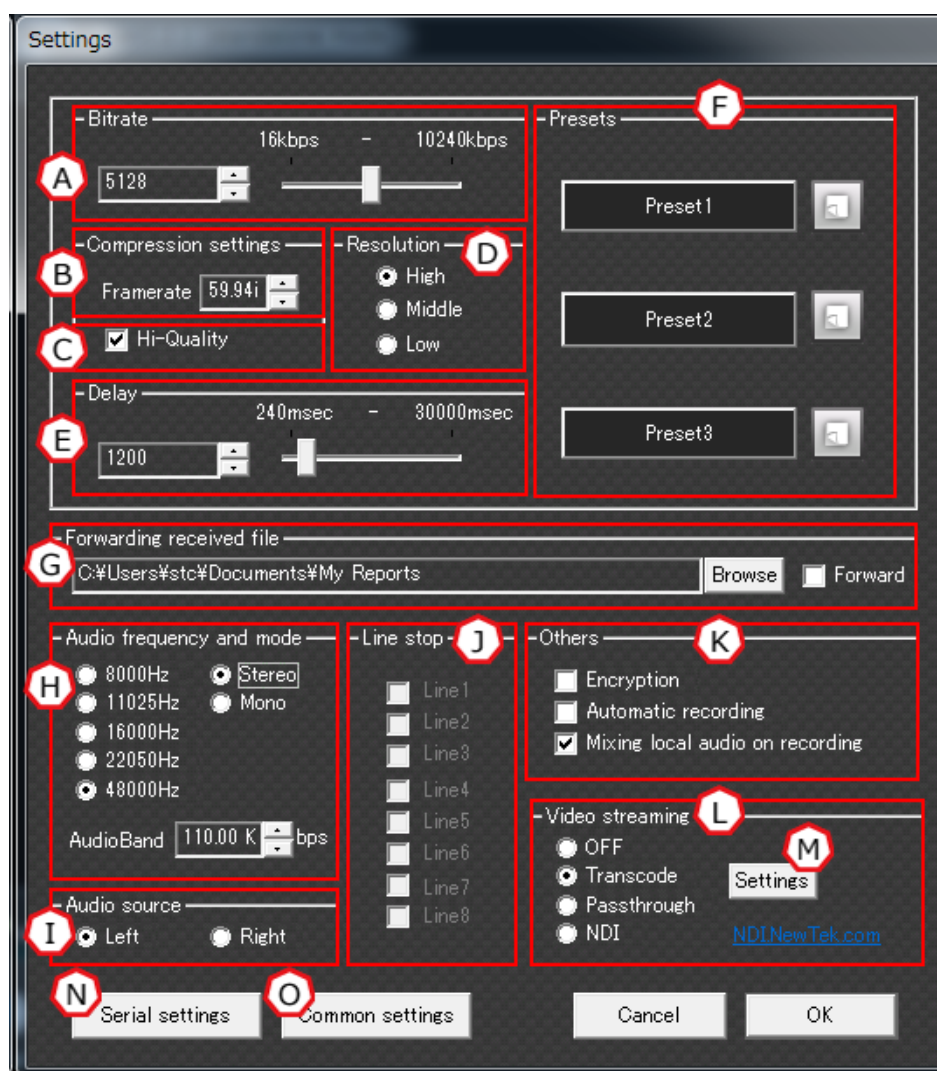 Settings
F
Bitrate
16kbps - 10240kbps
A
5128
Presets
Preset1
Compression settings
B
Framerate 59.94i
C
Hi-Quality
Resolution
D
High
Middle
Low
Preset2
Delay
240msec - 30000msec
E
1200
Preset3
Forwarding received file
G
C:¥Users¥stc¥Documents¥My Reports
Browse
Forward
Audio frequency and mode
H
8000Hz
Stereo
11025Hz
Mono
16000Hz
22050Hz
48000Hz
AudioBand 110.00 K bps
Line stop
J
Line1
Line2
Line3
Line4
Line5
Line6
Line7
Line8
Others
K
Encryption
Automatic recording
Mixing local audio on recording
Video streaming
L
OFF
Transcode
Passthrough
NDI
M
Settings
NDI.NewTek.com
Audio source
I
Left
Right
N
Serial settings
O
Common settings
Cancel
OK